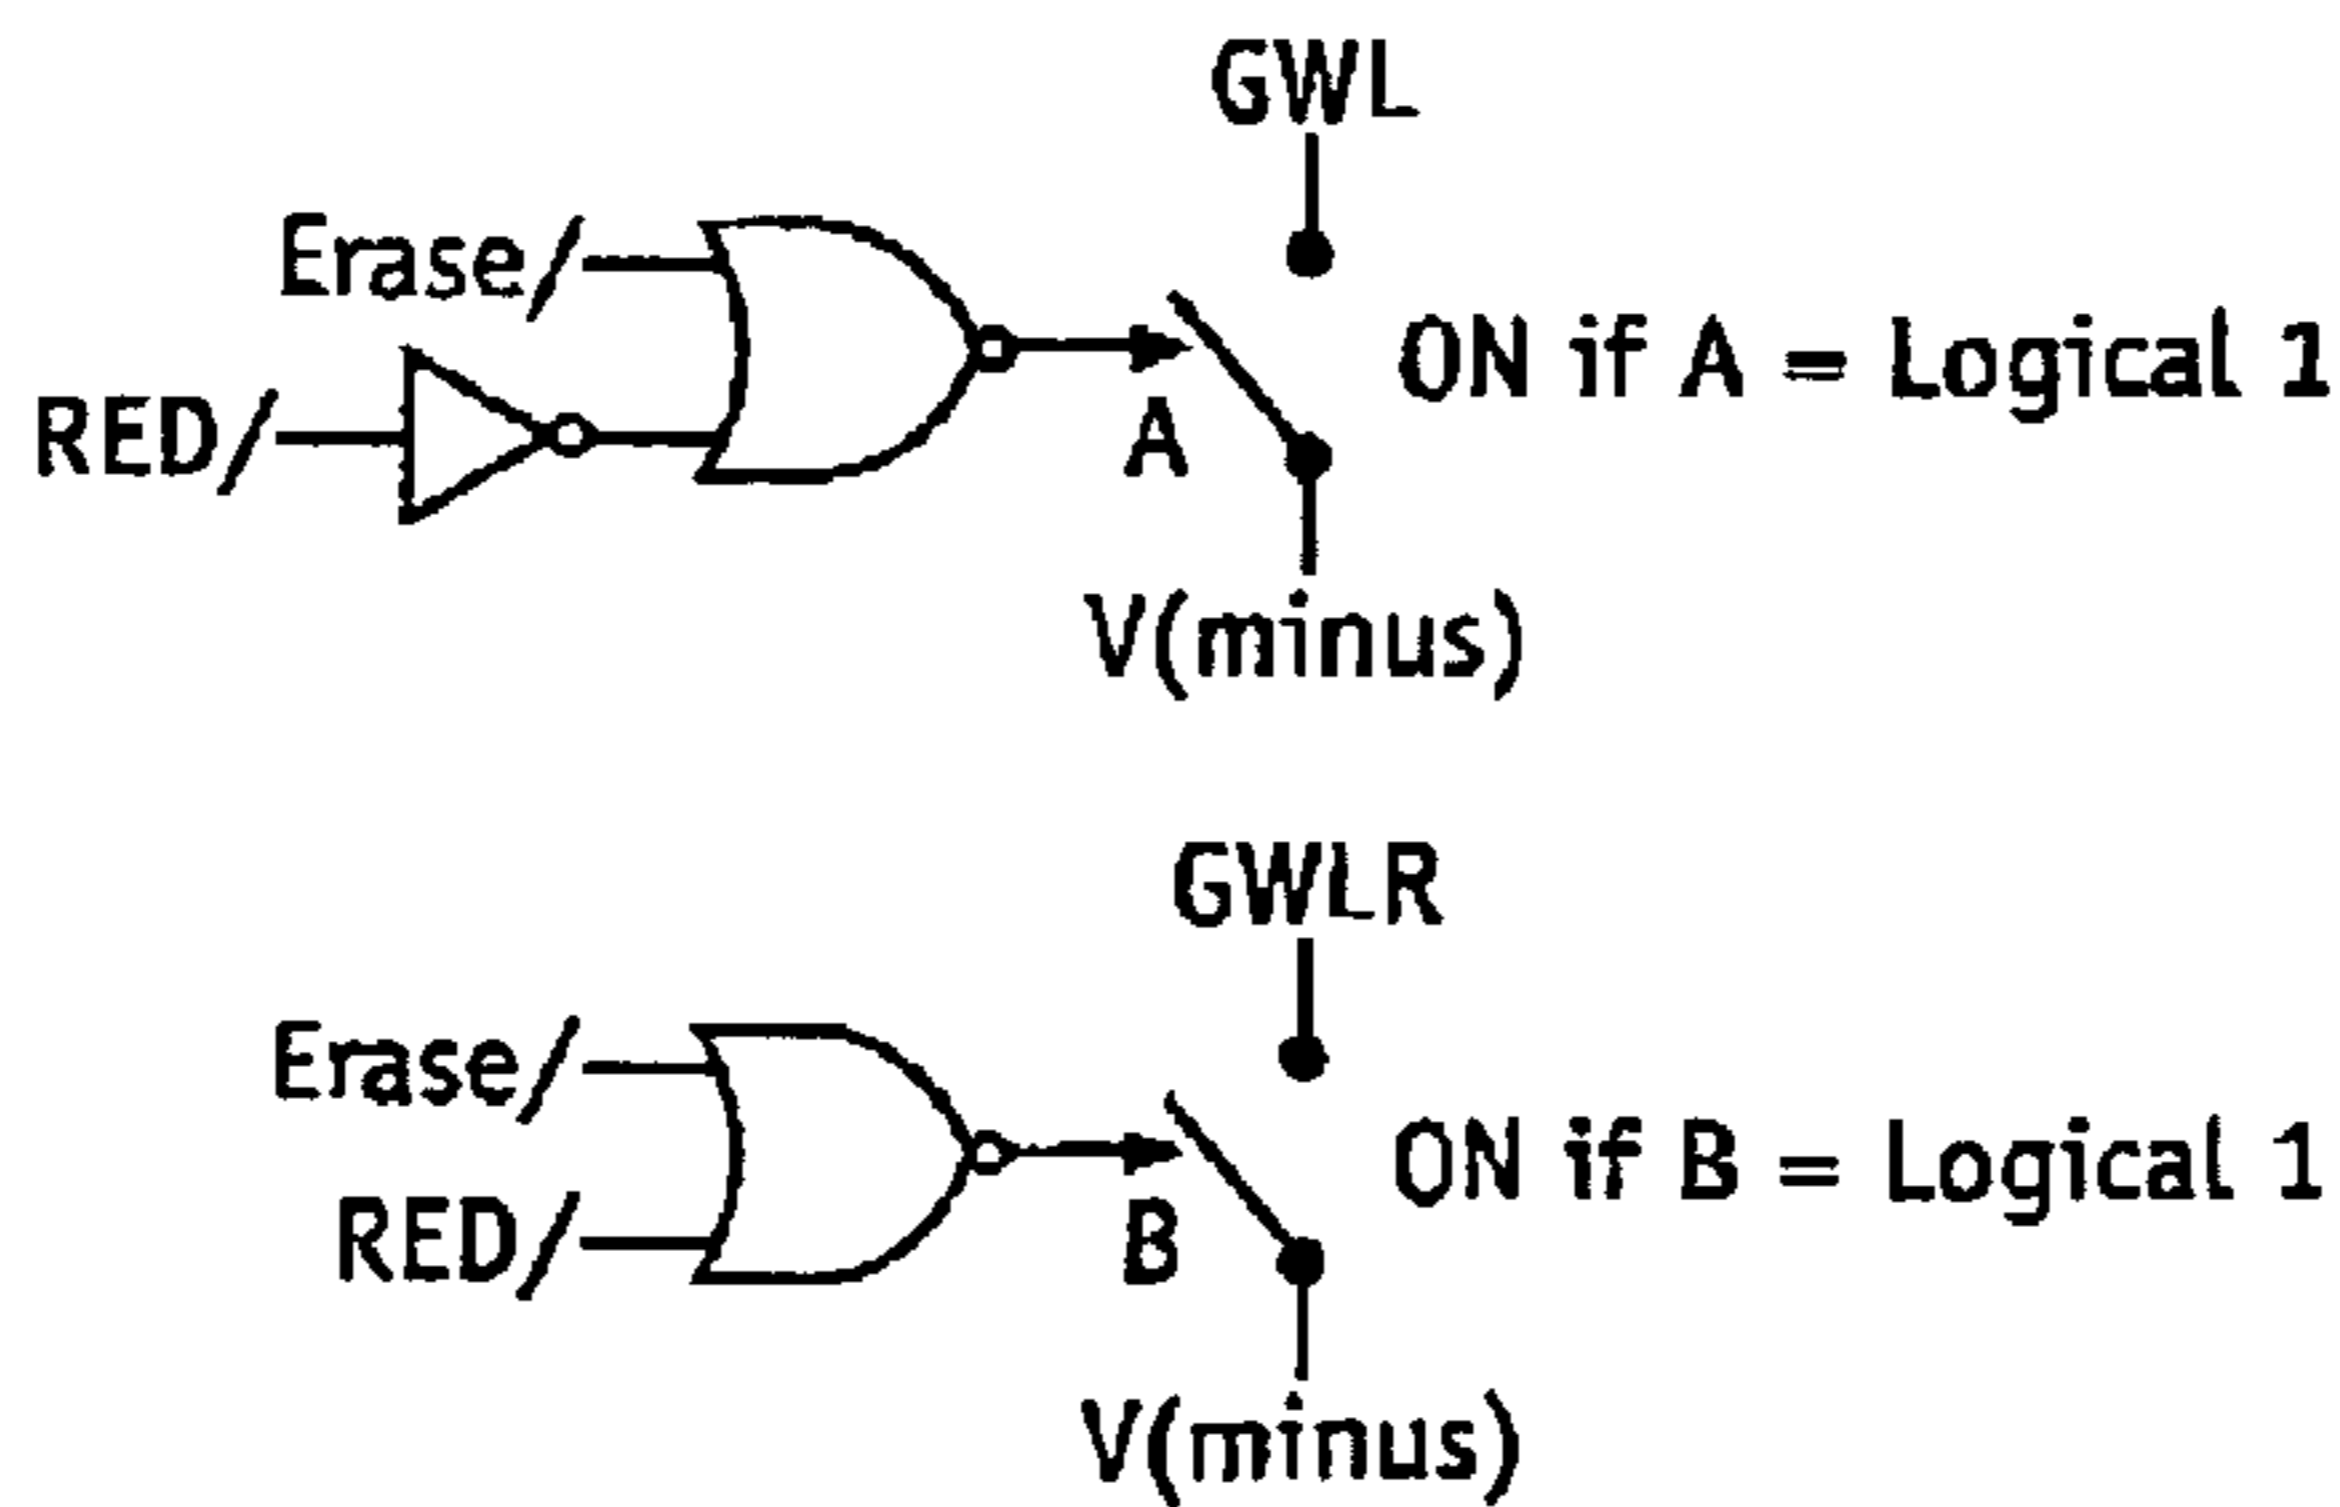 GWL
Erase/
ON if A = Logical 1
RED/
A
V(minus)
GWLR
Erase/
ON if B = Logical 1
RED/
B
V(minus)